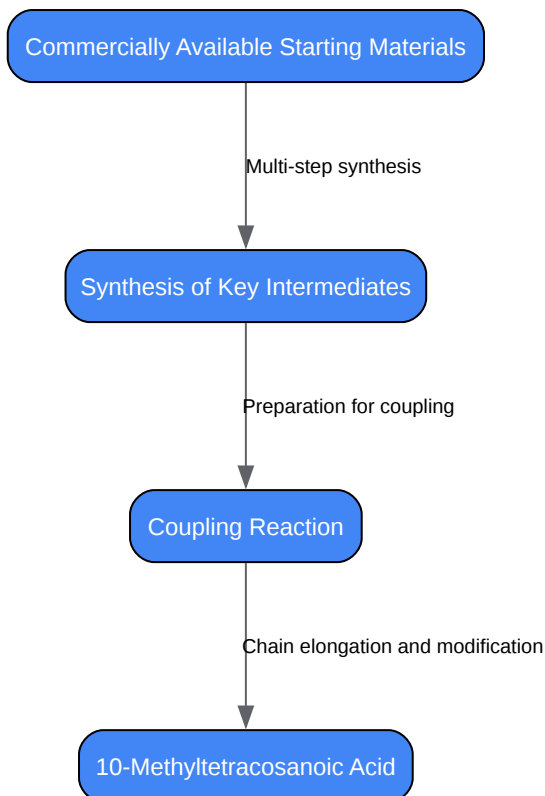 Commercially Available Starting Materials
Multi-step synthesis
Synthesis of Key Intermediates
Preparation for coupling
Coupling Reaction
Chain elongation and modification
10-Methyltetracosanoic Acid